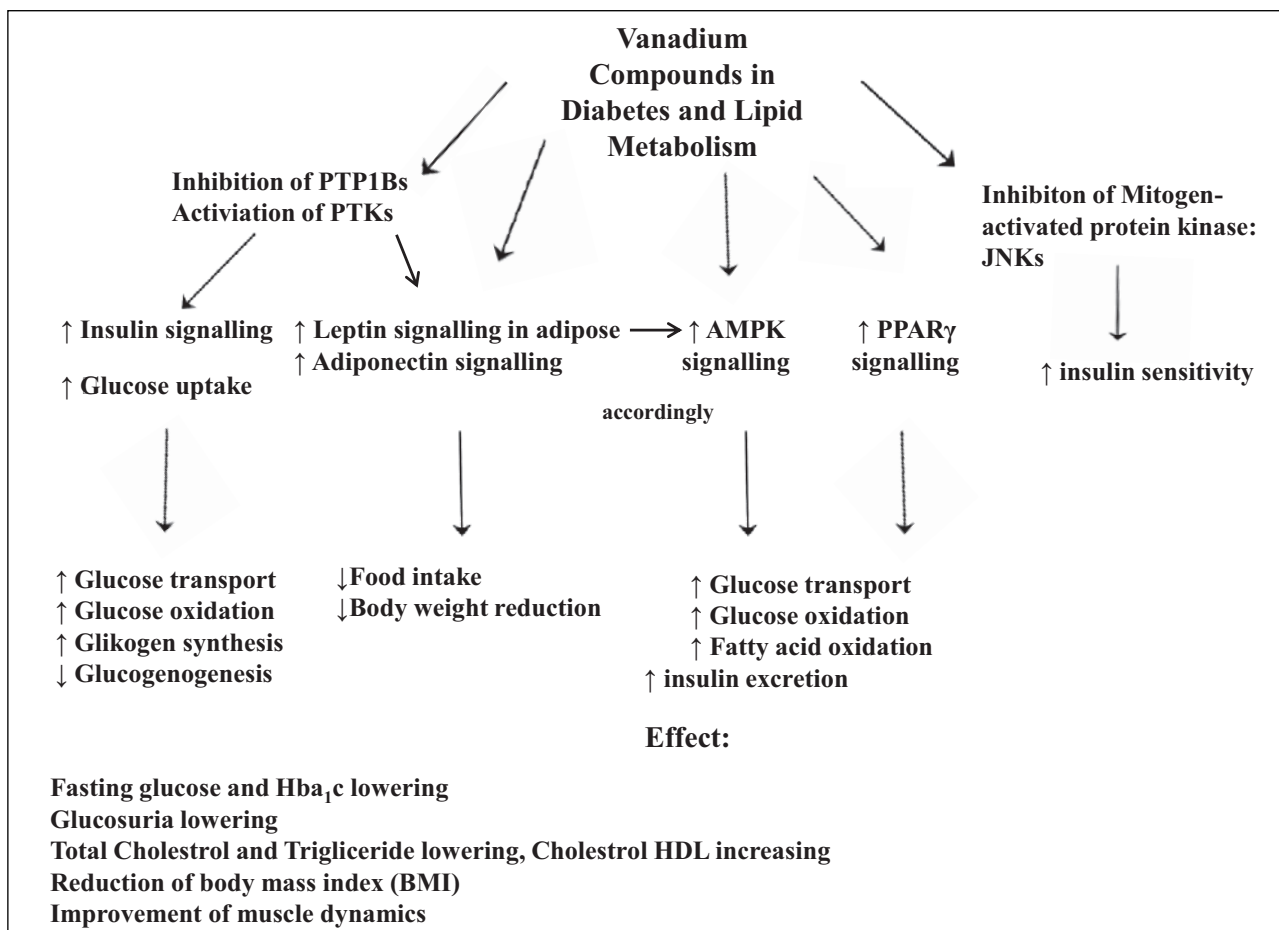 Vanadium
Compounds in
Diabetes and Lipid
Metabolism
Inhibition of PTP1Bs
Activiation of PTKs
Inhibiton of Mitogen-
activated protein kinase:
JNKs
↑ Insulin signalling
↑ Glucose uptake
↑ Leptin signalling in adipose
↑ Adiponectin signalling
↑ AMPK
signalling
↑ PPARγ
signalling
↑ insulin sensitivity
accordingly
↑ Glucose transport
↑ Glucose oxidation
↑ Glikogen synthesis
↓ Glucogenogenesis
↓Food intake
↓Body weight reduction
↑ Glucose transport
↑ Glucose oxidation
↑ Fatty acid oxidation
↑ insulin excretion
Effect:
Fasting glucose and Hba₁c lowering
Glucosuria lowering
Total Cholestrol and Trigliceride lowering, Cholestrol HDL increasing
Reduction of body mass index (BMI)
Improvement of muscle dynamics